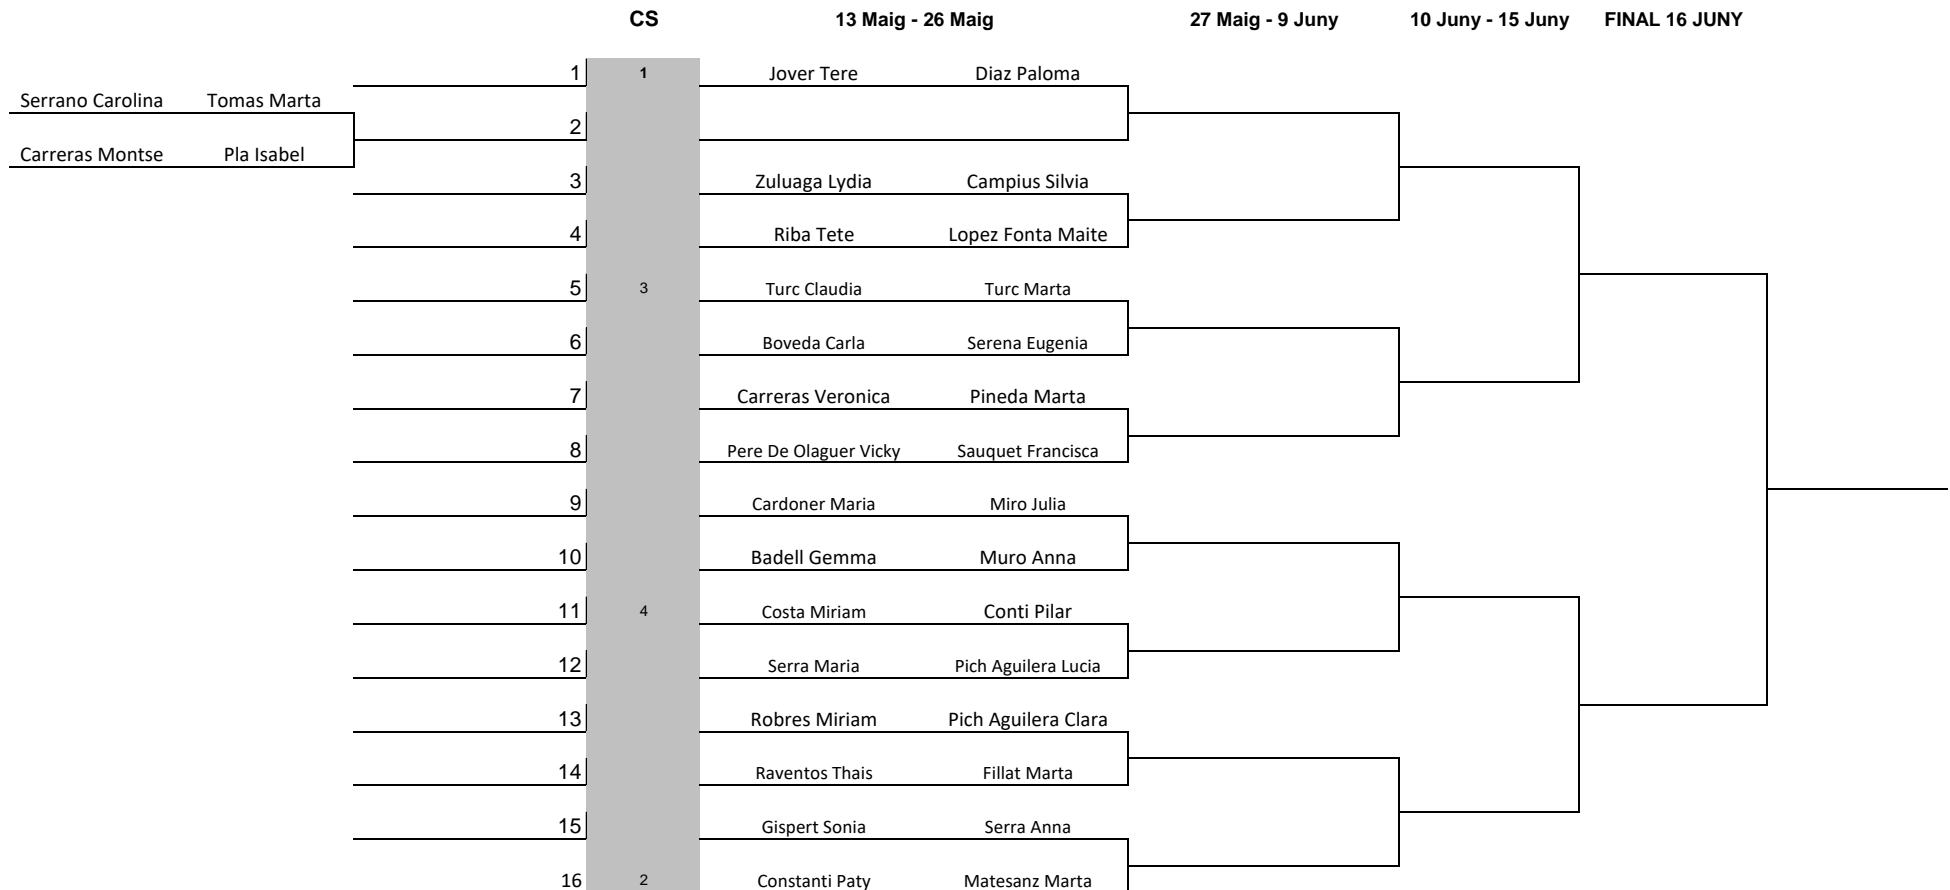 CS 13 Maig - 26 Maig 27 Maig - 9 Juny 10 Juny - 15 Juny FINAL 16 JUNY
1 1 Jover Tere Diaz Paloma
Serrano Carolina Tomas Marta
2
Carreras Montse Pla Isabel
3 Zuluaga Lydia Campius Silvia
4 Riba Tete Lopez Fonta Maite
5 3 Turc Claudia Turc Marta
6 Boveda Carla Serena Eugenia
7 Carreras Veronica Pineda Marta
8 Pere De Olaguer Vicky Sauquet Francisca
9 Cardoner Maria Miro Julia
10 Badell Gemma Muro Anna
11 4 Costa Miriam Conti Pilar
12 Serra Maria Pich Aguilera Lucia
13 Robres Miriam Pich Aguilera Clara
14 Raventos Thais Fillat Marta
15 Gispert Sonia Serra Anna
16 2 Constanti Paty Matesanz Marta